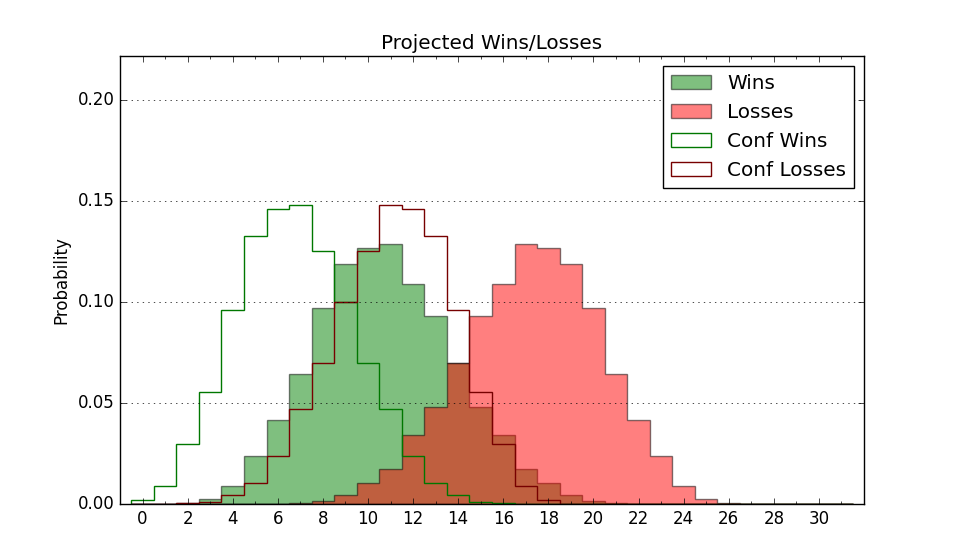 Projected Wins/Losses
Wins
Losses
Conf Wins
Conf Losses
Probability
0.20
0.15
0.10
0.05
0.00
0 2 4 6 8 10 12 14 16 18 20 22 24 26 28 30